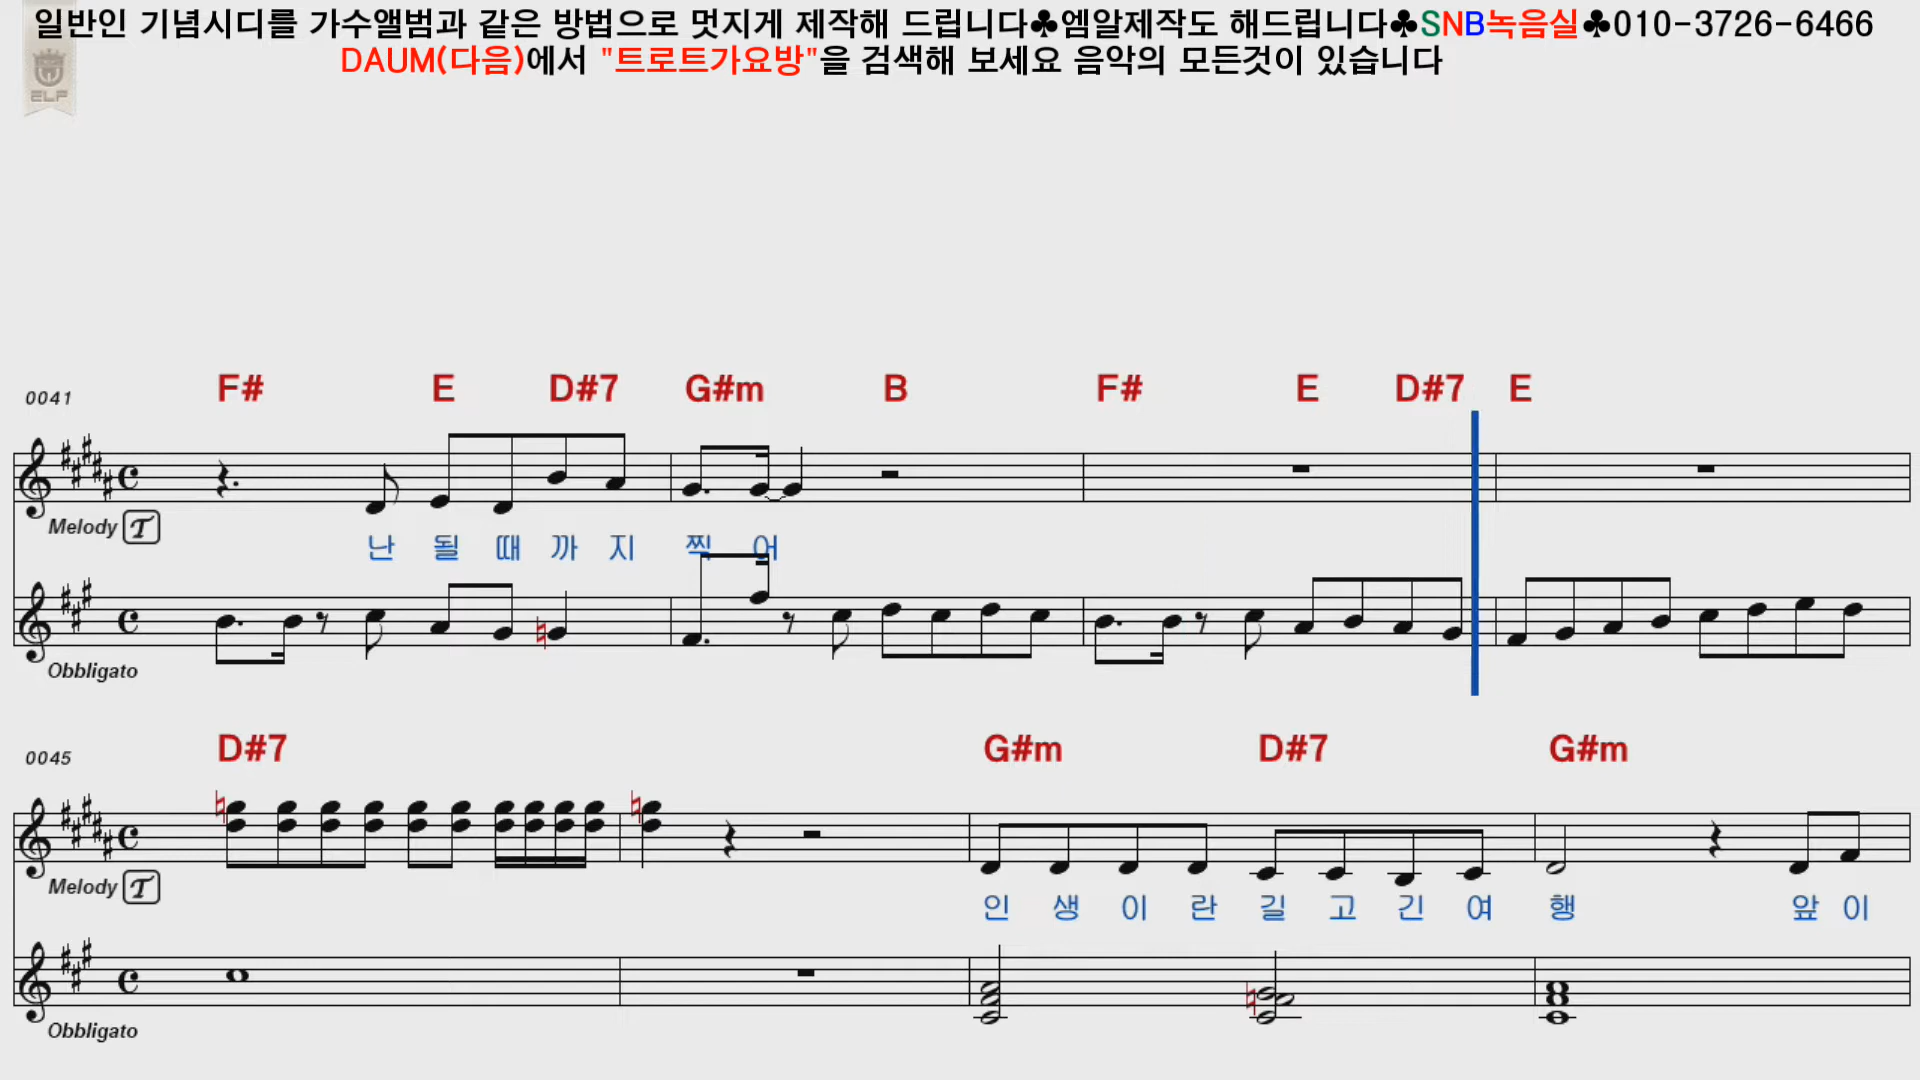 일반인 기념시디를 가수앨범과 같은 방법으로 멋지게 제작해 드립니다♣엠알제작도 해드립니다♣SNB녹음실♣010-3726-6466
DAUM(다음)에서 "트로트가요방"을 검색해 보세요 음악의 모든것이 있습니다
ELF
0041 F# E D#7 G#m B F# E D#7 E
Melody T
난 될 때 까 지 찍 어
Obbligato
0045 D#7 G#m D#7 G#m
Melody T
인 생 이 란 길 고 긴 여 행 앞 이
Obbligato